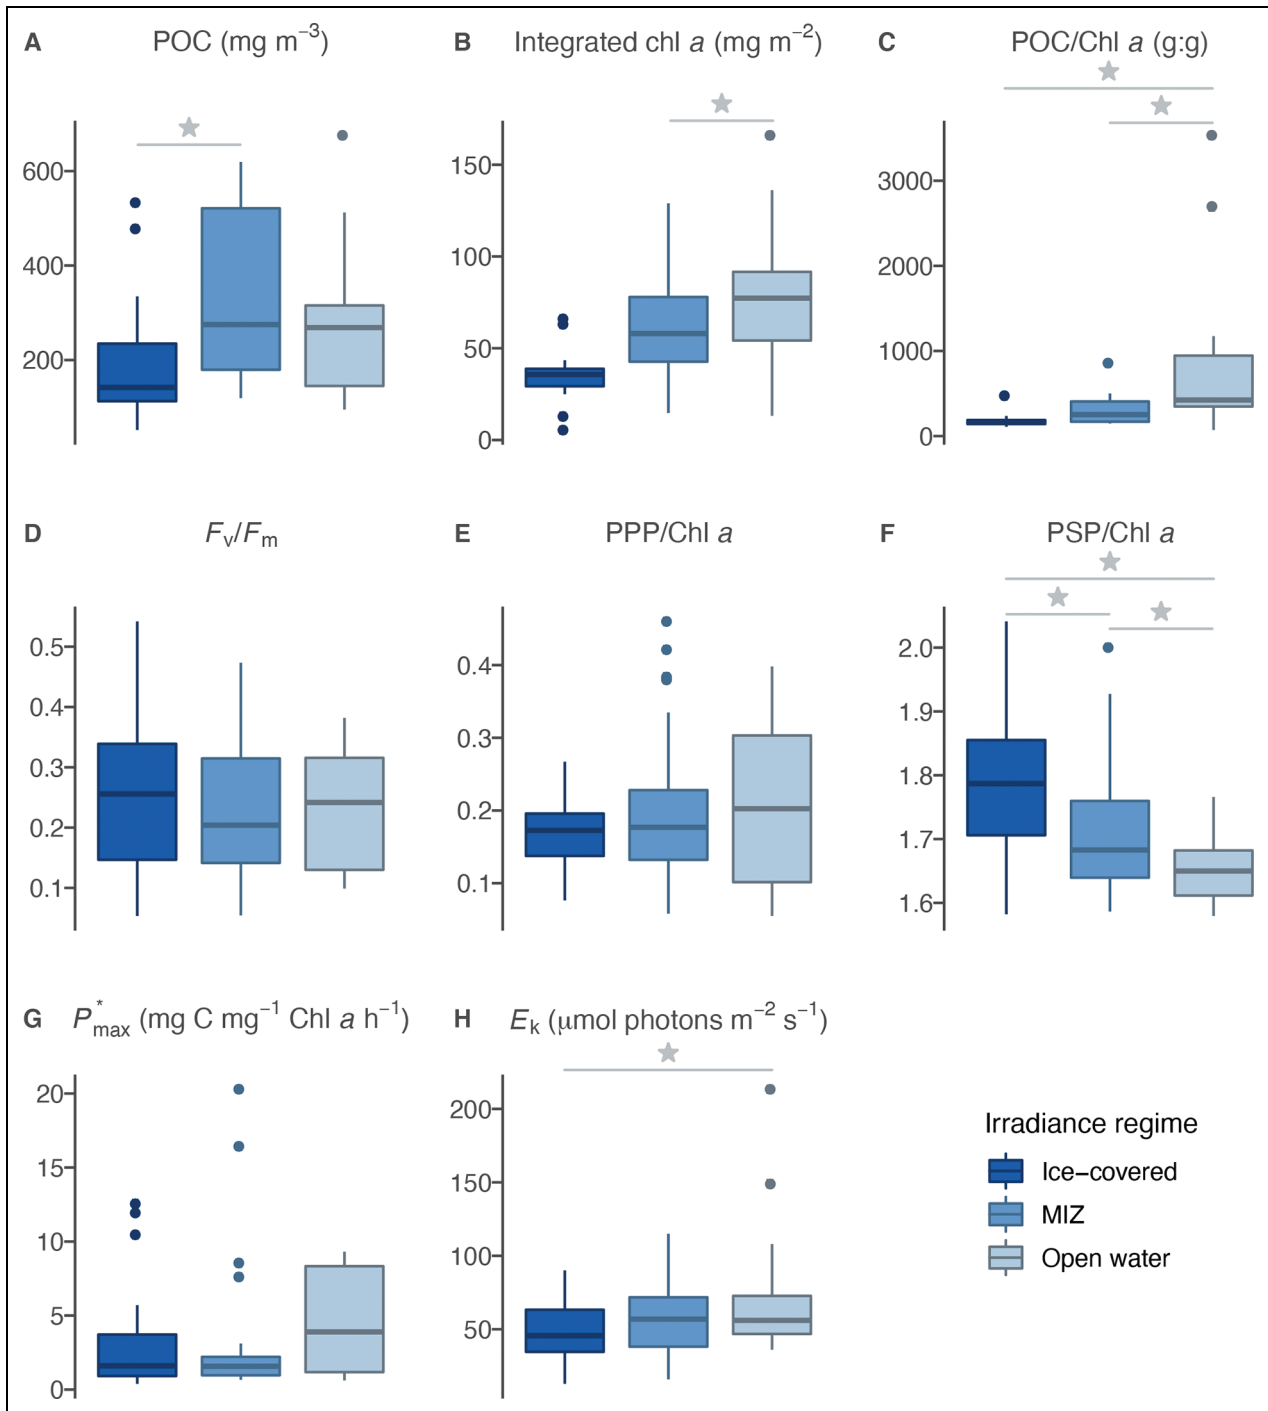 A POC (mg m⁻³)
B Integrated chl a (mg m⁻²)
C POC/Chl a (g:g)
600
400
200
150
100
50
0
3000
2000
1000
0
D Fv/Fm
E PPP/Chl a
F PSP/Chl a
0.5
0.4
0.3
0.2
0.1
0.4
0.3
0.2
0.1
2.0
1.9
1.8
1.7
1.6
G P*max (mg C mg⁻¹ Chl a h⁻¹)
H Ek (μmol photons m⁻² s⁻¹)
20
15
10
5
0
200
150
100
50
Irradiance regime
Ice−covered
MIZ
Open water